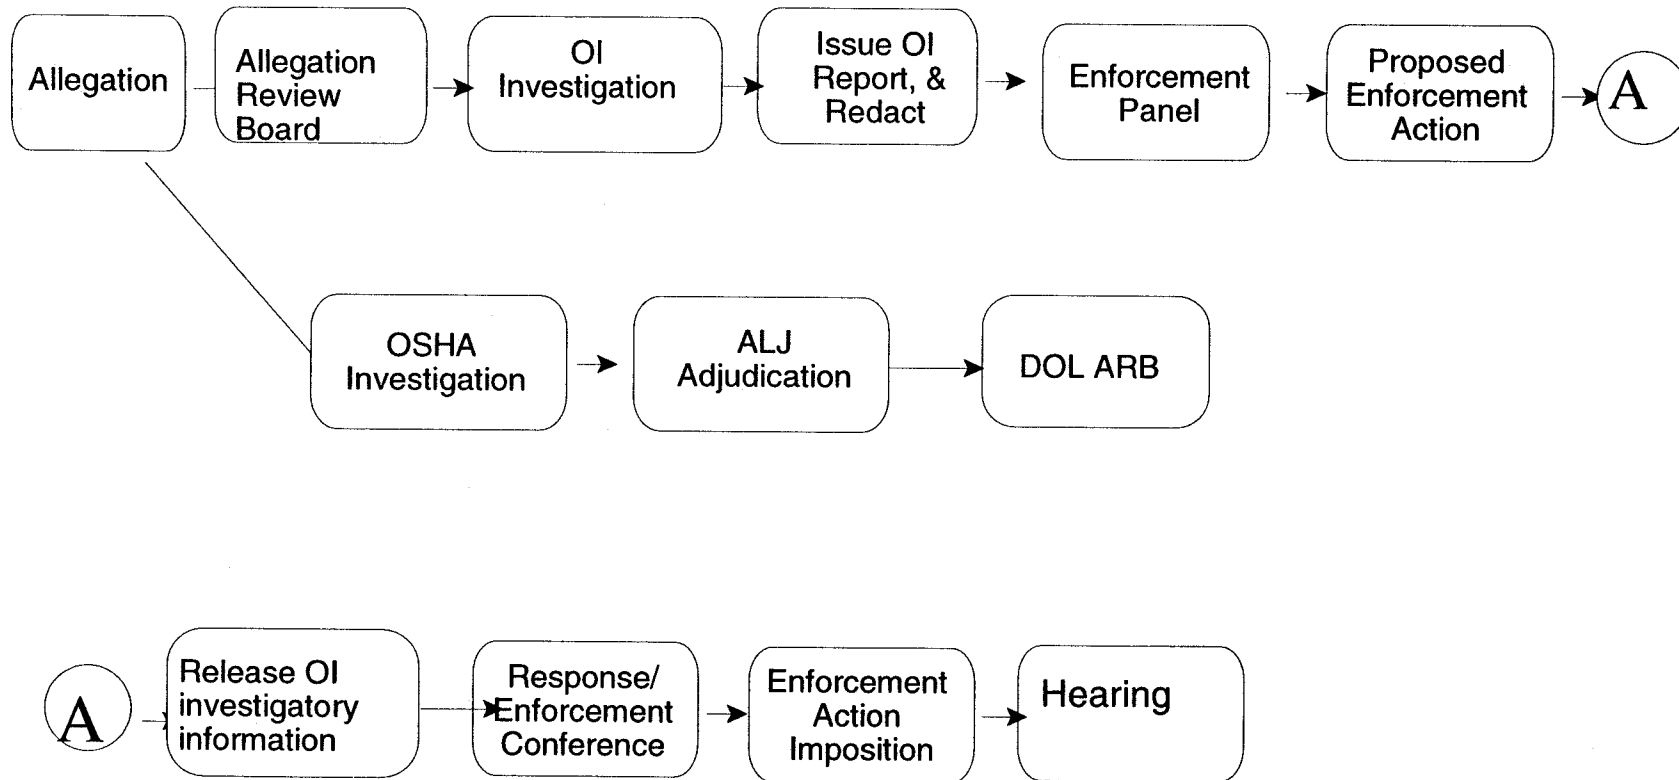 Allegation
Allegation
Review
Board
OI
Investigation
Issue OI
Report, &
Redact
Enforcement
Panel
Proposed
Enforcement
Action
A
OSHA
Investigation
ALJ
Adjudication
DOL ARB
A
Release OI
investigatory
information
Response/
Enforcement
Conference
Enforcement
Action
Imposition
Hearing